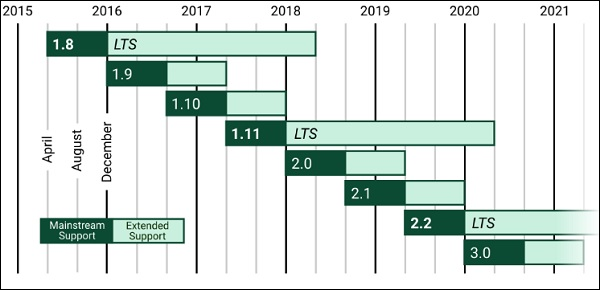 2015 2016 2017 2018 2019 2020 2021
1.8 LTS
1.9
1.10
1.11 LTS
2.0
2.1
2.2 LTS
3.0
April
August
December
Mainstream Support
Extended Support